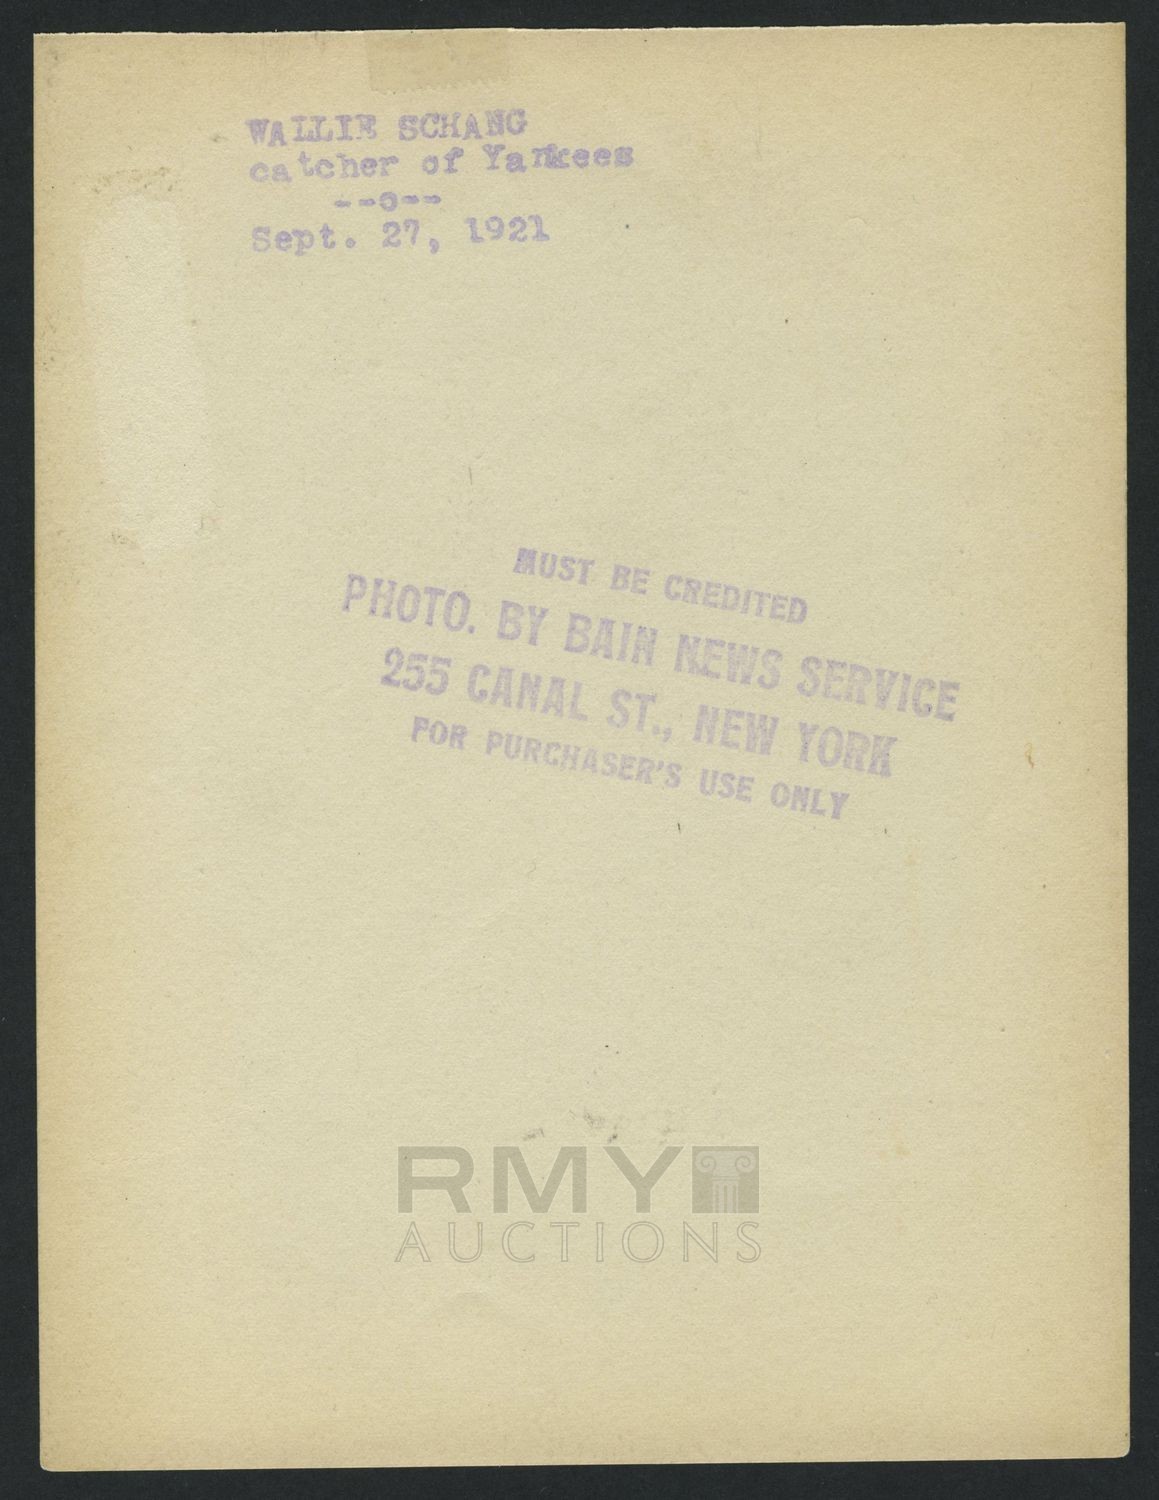 WALLIE SCHANG
catcher of Yankees
--o--
Sept. 27, 1921
MUST BE CREDITED
PHOTO. BY BAIN NEWS SERVICE
255 CANAL ST., NEW YORK
FOR PURCHASER'S USE ONLY
RMY
AUCTIONS